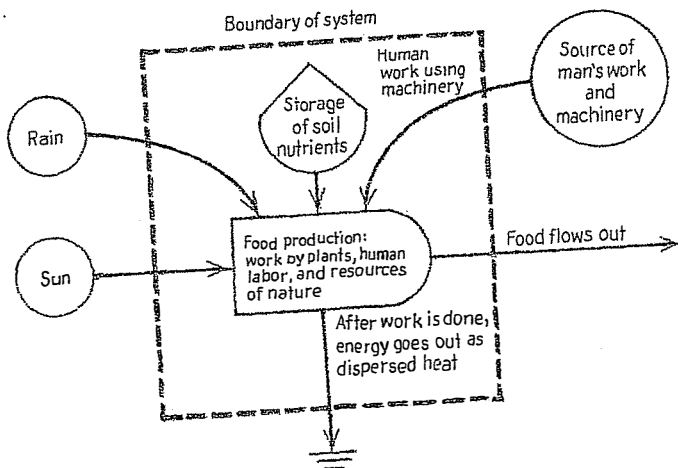 Boundary of system
Human
work using
machinery
Source of
man's work
and
machinery
Storage
of soil
nutrients
Rain
Food production:
work by plants, human
labor, and resources
of nature
Food flows out
Sun
After work is done,
energy goes out as
dispersed heat